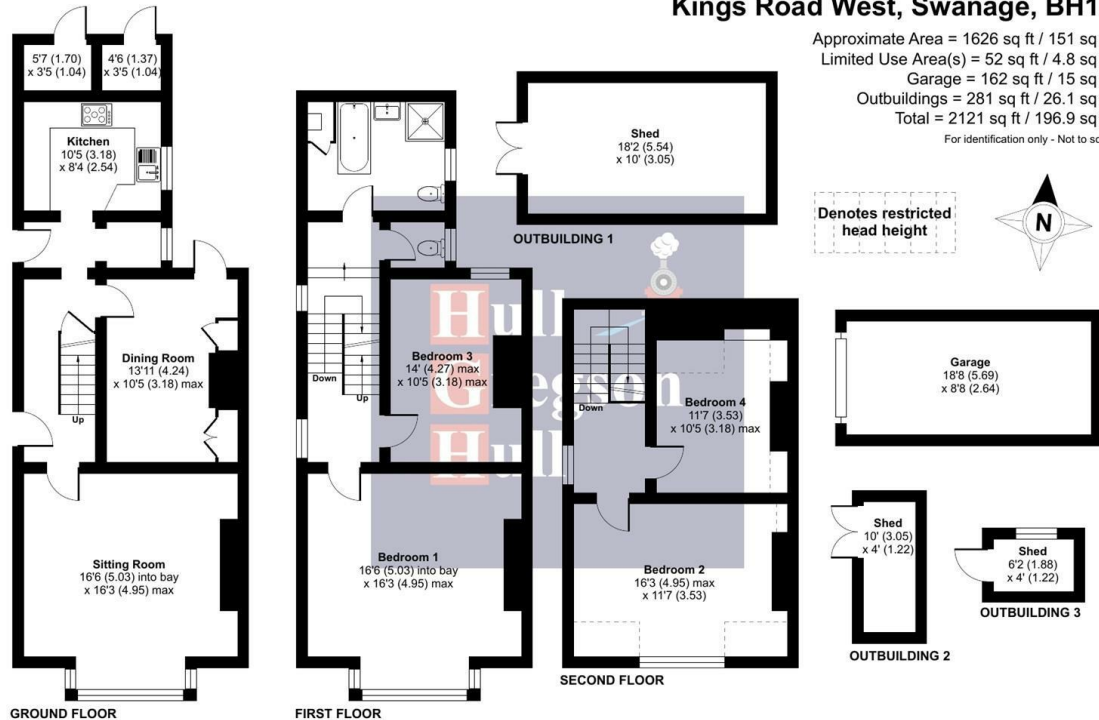 Kings Road West, Swanage, BH1
Approximate Area = 1626 sq ft / 151 sq
Limited Use Area(s) = 52 sq ft / 4.8 sq
Garage = 162 sq ft / 15 sq
Outbuildings = 281 sq ft / 26.1 sq
Total = 2121 sq ft / 196.9 sq
For identification only - Not to sc
Denotes restricted
head height
N
5'7 (1.70)
x 3'5 (1.04)
4'6 (1.37)
x 3'5 (1.04)
Kitchen
10'5 (3.18)
x 8'4 (2.54)
Dining Room
13'11 (4.24)
x 10'5 (3.18) max
Up
Sitting Room
16'6 (5.03) into bay
x 16'3 (4.95) max
GROUND FLOOR
Down
Up
Bedroom 3
14' (4.27) max
x 10'5 (3.18) max
Bedroom 1
16'6 (5.03) into bay
x 16'3 (4.95) max
FIRST FLOOR
Hull
Gregson
Hull
Shed
18'2 (5.54)
x 10' (3.05)
OUTBUILDING 1
Down
Bedroom 4
11'7 (3.53)
x 10'5 (3.18) max
Bedroom 2
16'3 (4.95) max
x 11'7 (3.53)
SECOND FLOOR
Garage
18'8 (5.69)
x 8'8 (2.64)
Shed
10' (3.05)
x 4' (1.22)
OUTBUILDING 2
Shed
6'2 (1.88)
x 4' (1.22)
OUTBUILDING 3